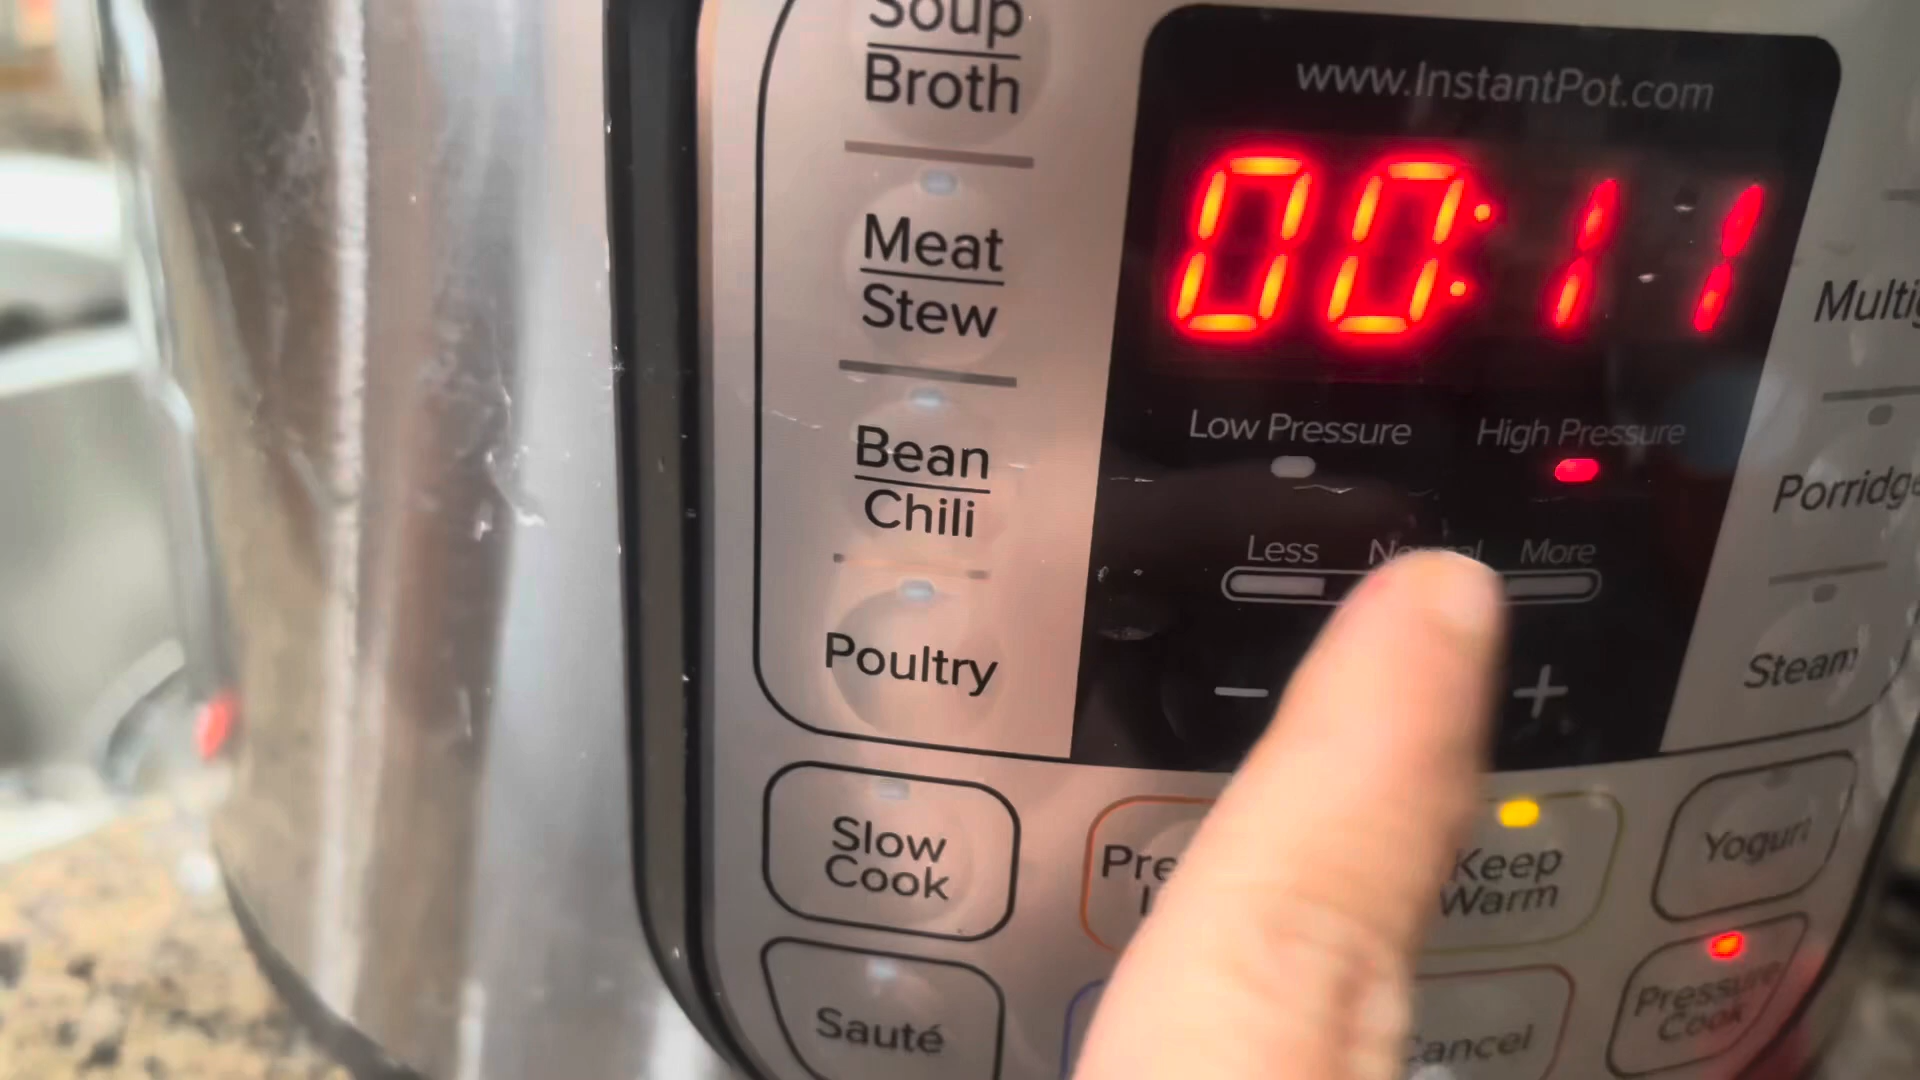 Soup
Broth
Meat
Stew
Bean
Chili
Poultry
www.InstantPot.com
00:11
Low Pressure
High Pressure
Less
Normal
More
−
+
Porridge
Steam
Slow
Cook
Keep
Warm
Yogurt
Sauté
Cancel
Pressure
Cook